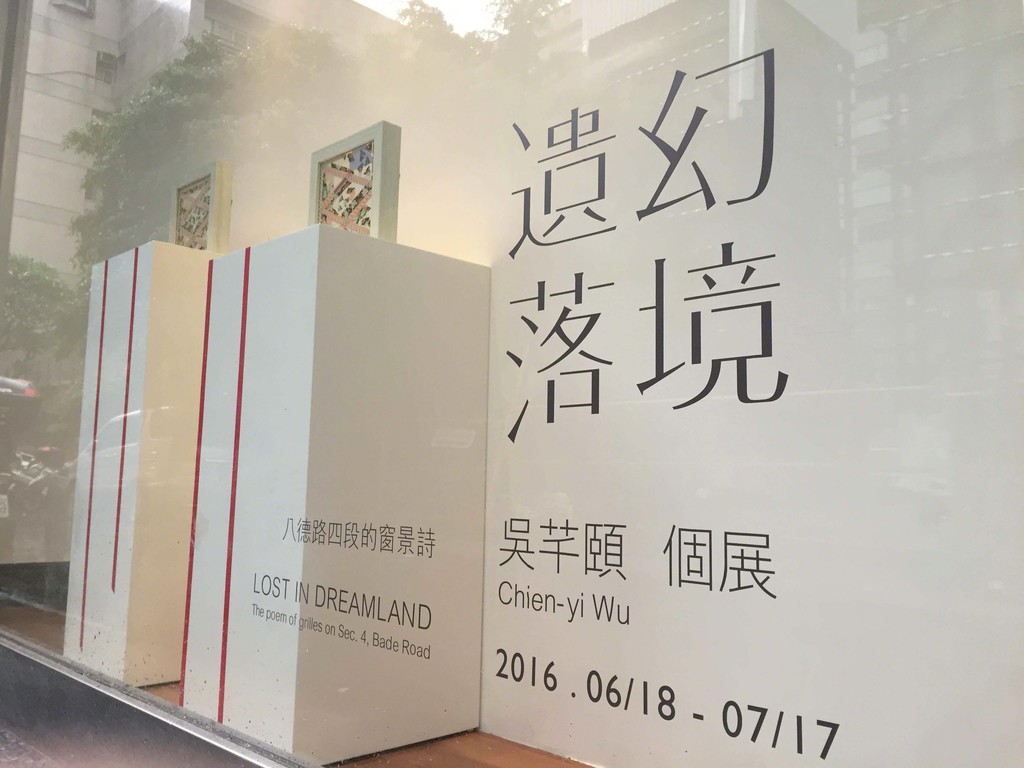 遺落
幻境
吳芊頤 個展
Chien-yi Wu
2016 . 06/18 - 07/17
八德路四段的窗景詩
LOST IN DREAMLAND
The poem of grilles on Sec. 4, Bade Road